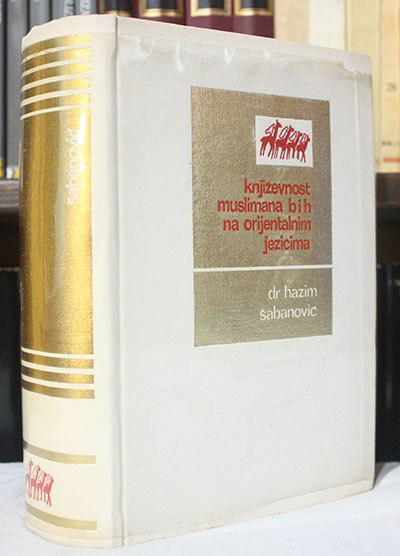 šabanović
književnost
muslimana bih
na orijentalnim
jezicima
dr hazim
šabanović